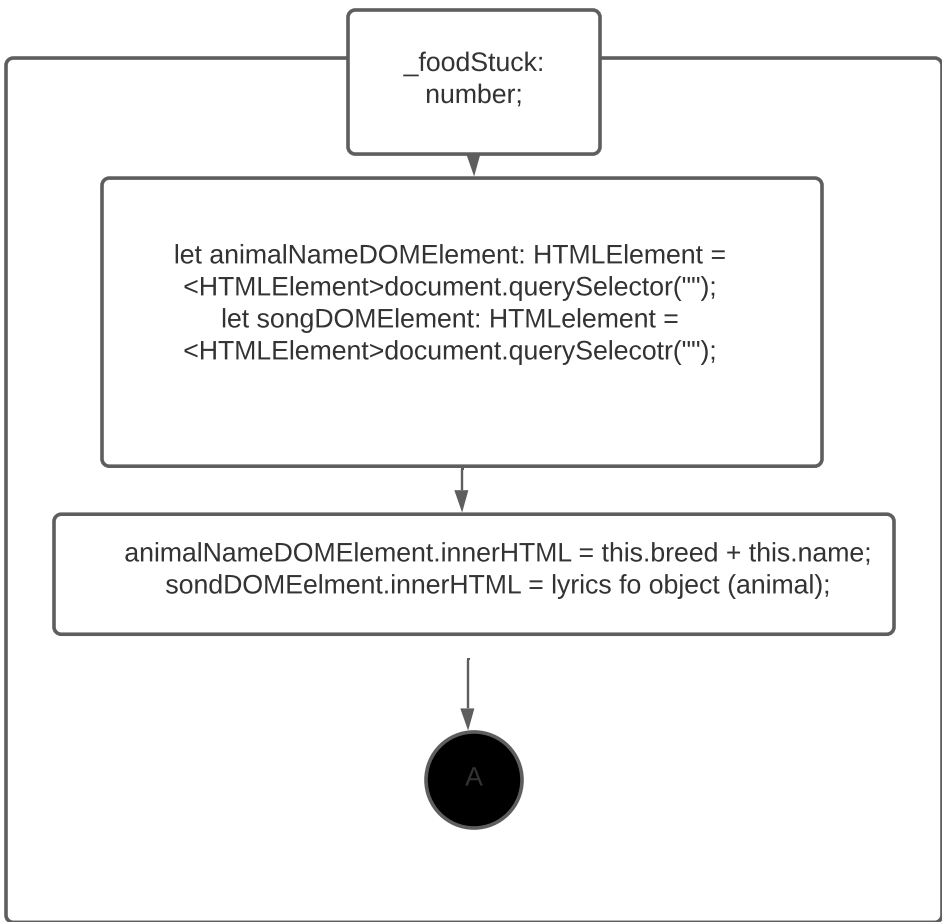 _foodStuck:
number;
let animalNameDOMElement: HTMLElement =
<HTMLElement>document.querySelector("");
let songDOMElement: HTMLelement =
<HTMLElement>document.querySelecotr("");
animalNameDOMElement.innerHTML = this.breed + this.name;
sondDOMEelment.innerHTML = lyrics fo object (animal);
A